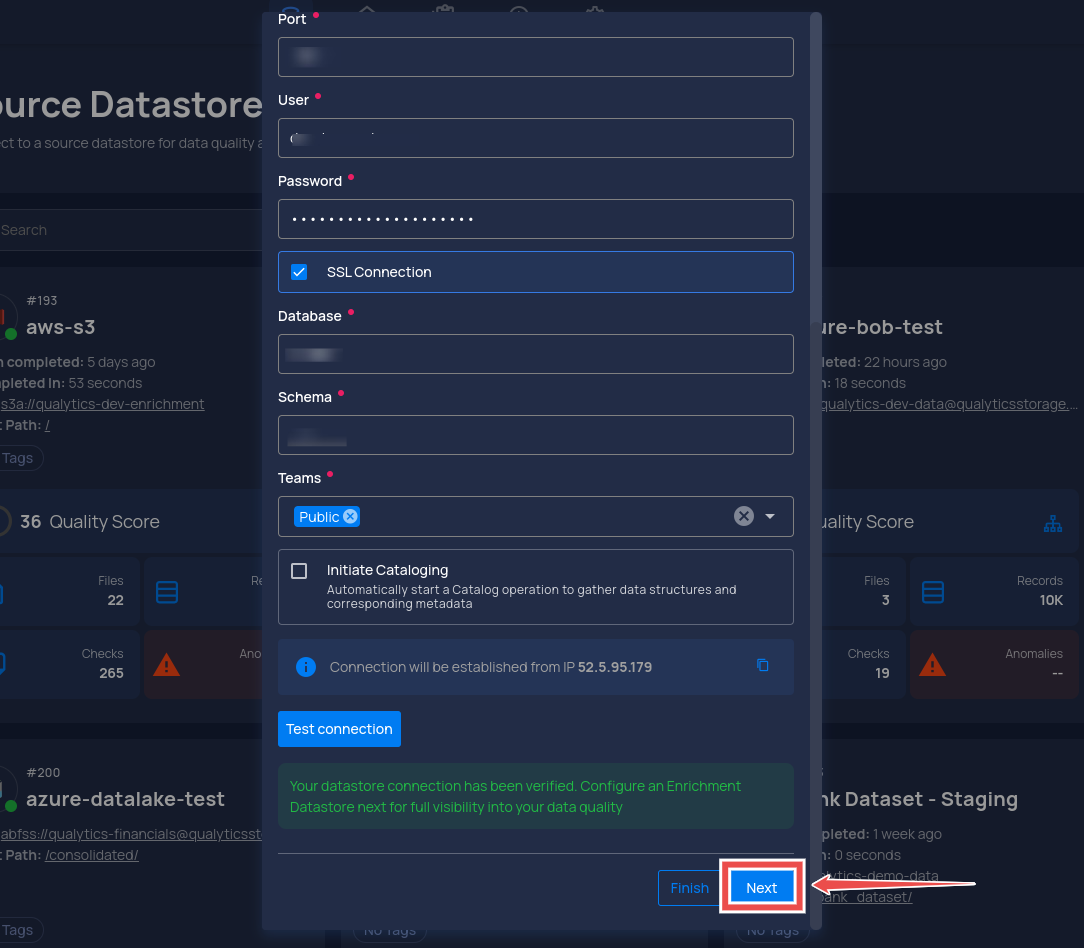 Port
User
Password
••••••••••••••••••••
SSL Connection
Database
Schema
Teams
Public
Initiate Cataloging
Automatically start a Catalog operation to gather data structures and
corresponding metadata
Connection will be established from IP 52.5.95.179
Test connection
Your datastore connection has been verified. Configure an Enrichment
Datastore next for full visibility into your data quality
Finish
Next
urce Datastore
ct to a source datastore for data quality a
Search
#193
aws-s3
completed: 5 days ago
pleted In: 53 seconds
s3a://qualytics-dev-enrichment
t Path: /
Tags
36 Quality Score
Files
22
Re
Checks
265
Ano
#200
azure-datalake-test
abfss://qualytics-financials@qualyticsst
t Path: /consolidated/
Tags
No Tags
ure-bob-test
leted: 22 hours ago
n: 18 seconds
qualytics-dev-data@qualyticsstorage....
uality Score
Files
3
Records
10K
Checks
19
Anomalies
--
nk Dataset - Staging
pleted: 1 week ago
n: 0 seconds
alytics-demo-data
bank_dataset/
No Tags